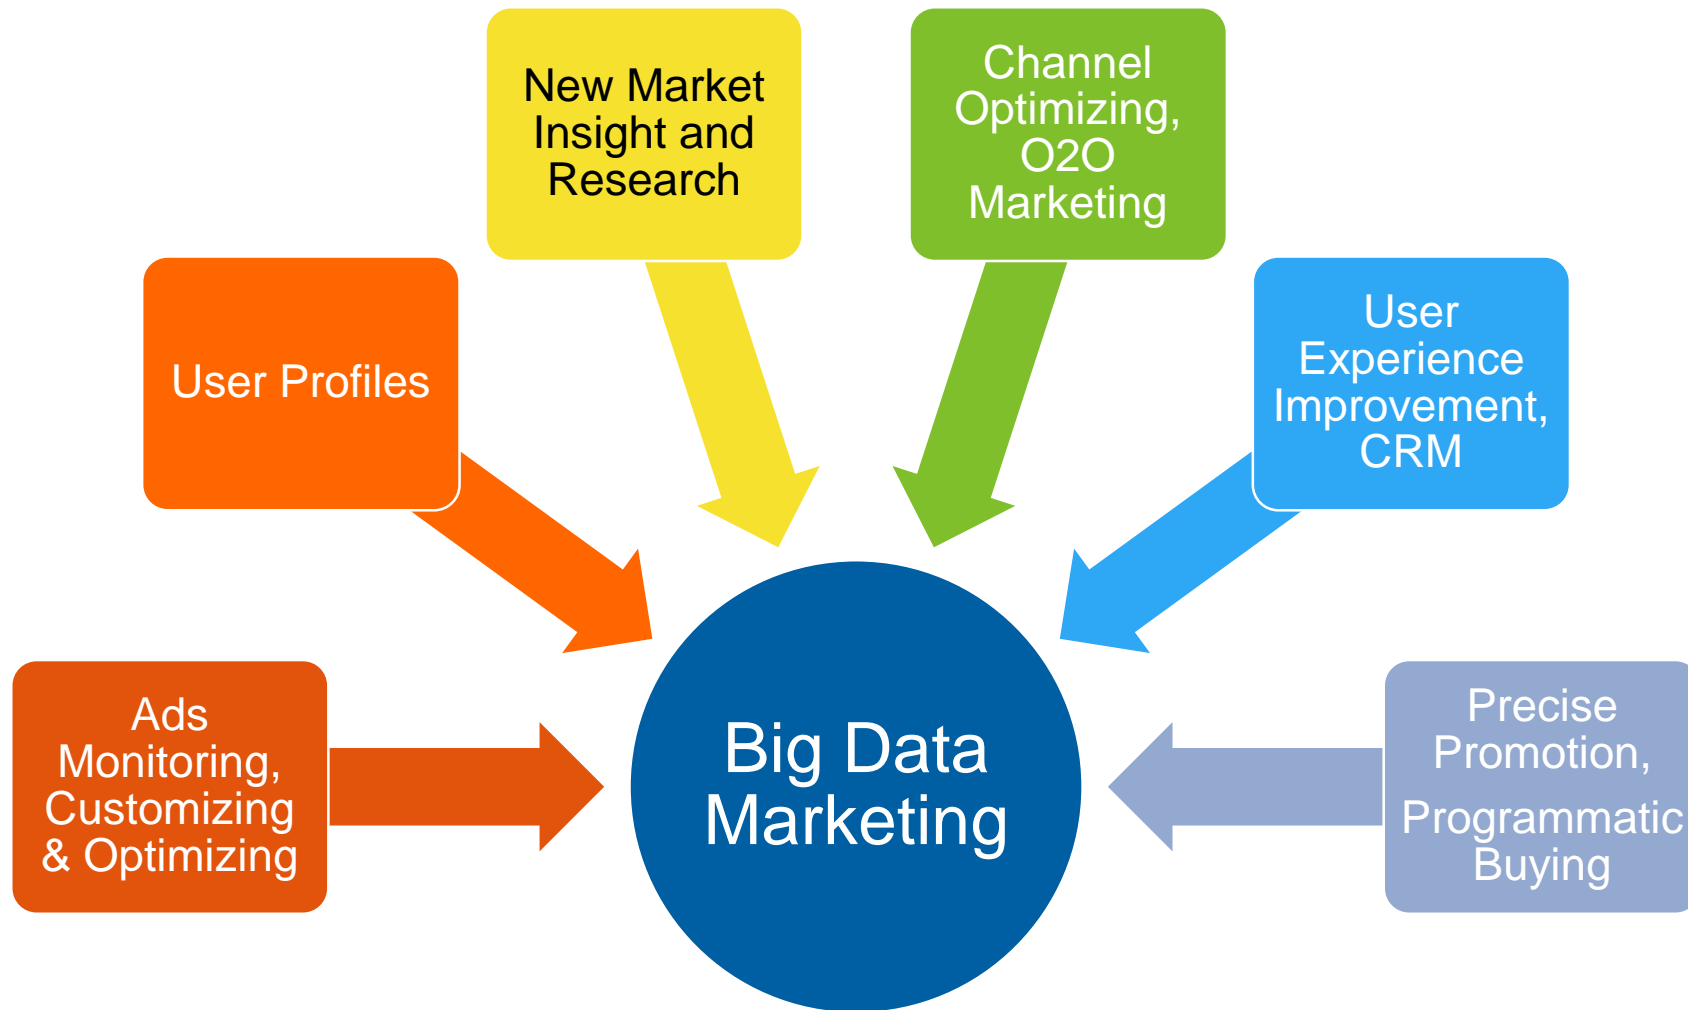 New Market
Insight and
Research
Channel
Optimizing,
O2O
Marketing
User Profiles
User
Experience
Improvement,
CRM
Ads
Monitoring,
Customizing
& Optimizing
Big Data
Marketing
Precise
Promotion,
Programmatic
Buying